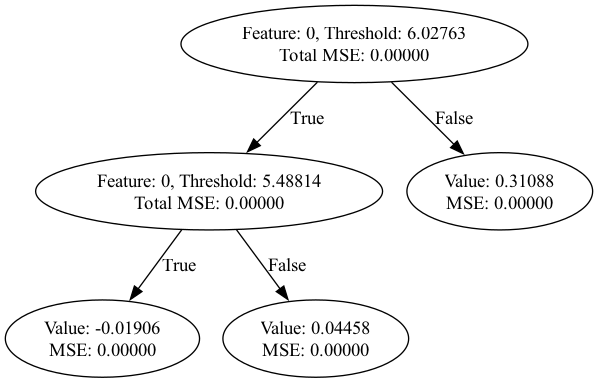 Feature: 0, Threshold: 6.02763
Total MSE: 0.00000
True
False
Feature: 0, Threshold: 5.48814
Total MSE: 0.00000
Value: 0.31088
MSE: 0.00000
True
False
Value: -0.01906
MSE: 0.00000
Value: 0.04458
MSE: 0.00000